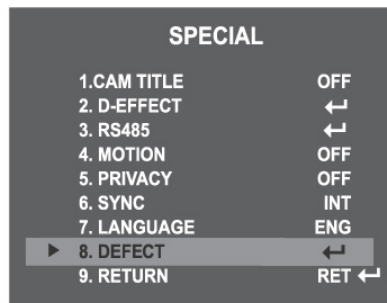 SPECIAL
1.CAM TITLE OFF
2. D-EFFECT ↵
3. RS485 ↵
4. MOTION OFF
5. PRIVACY OFF
6. SYNC INT
7. LANGUAGE ENG
▶ 8. DEFECT ↵
9. RETURN RET ↵